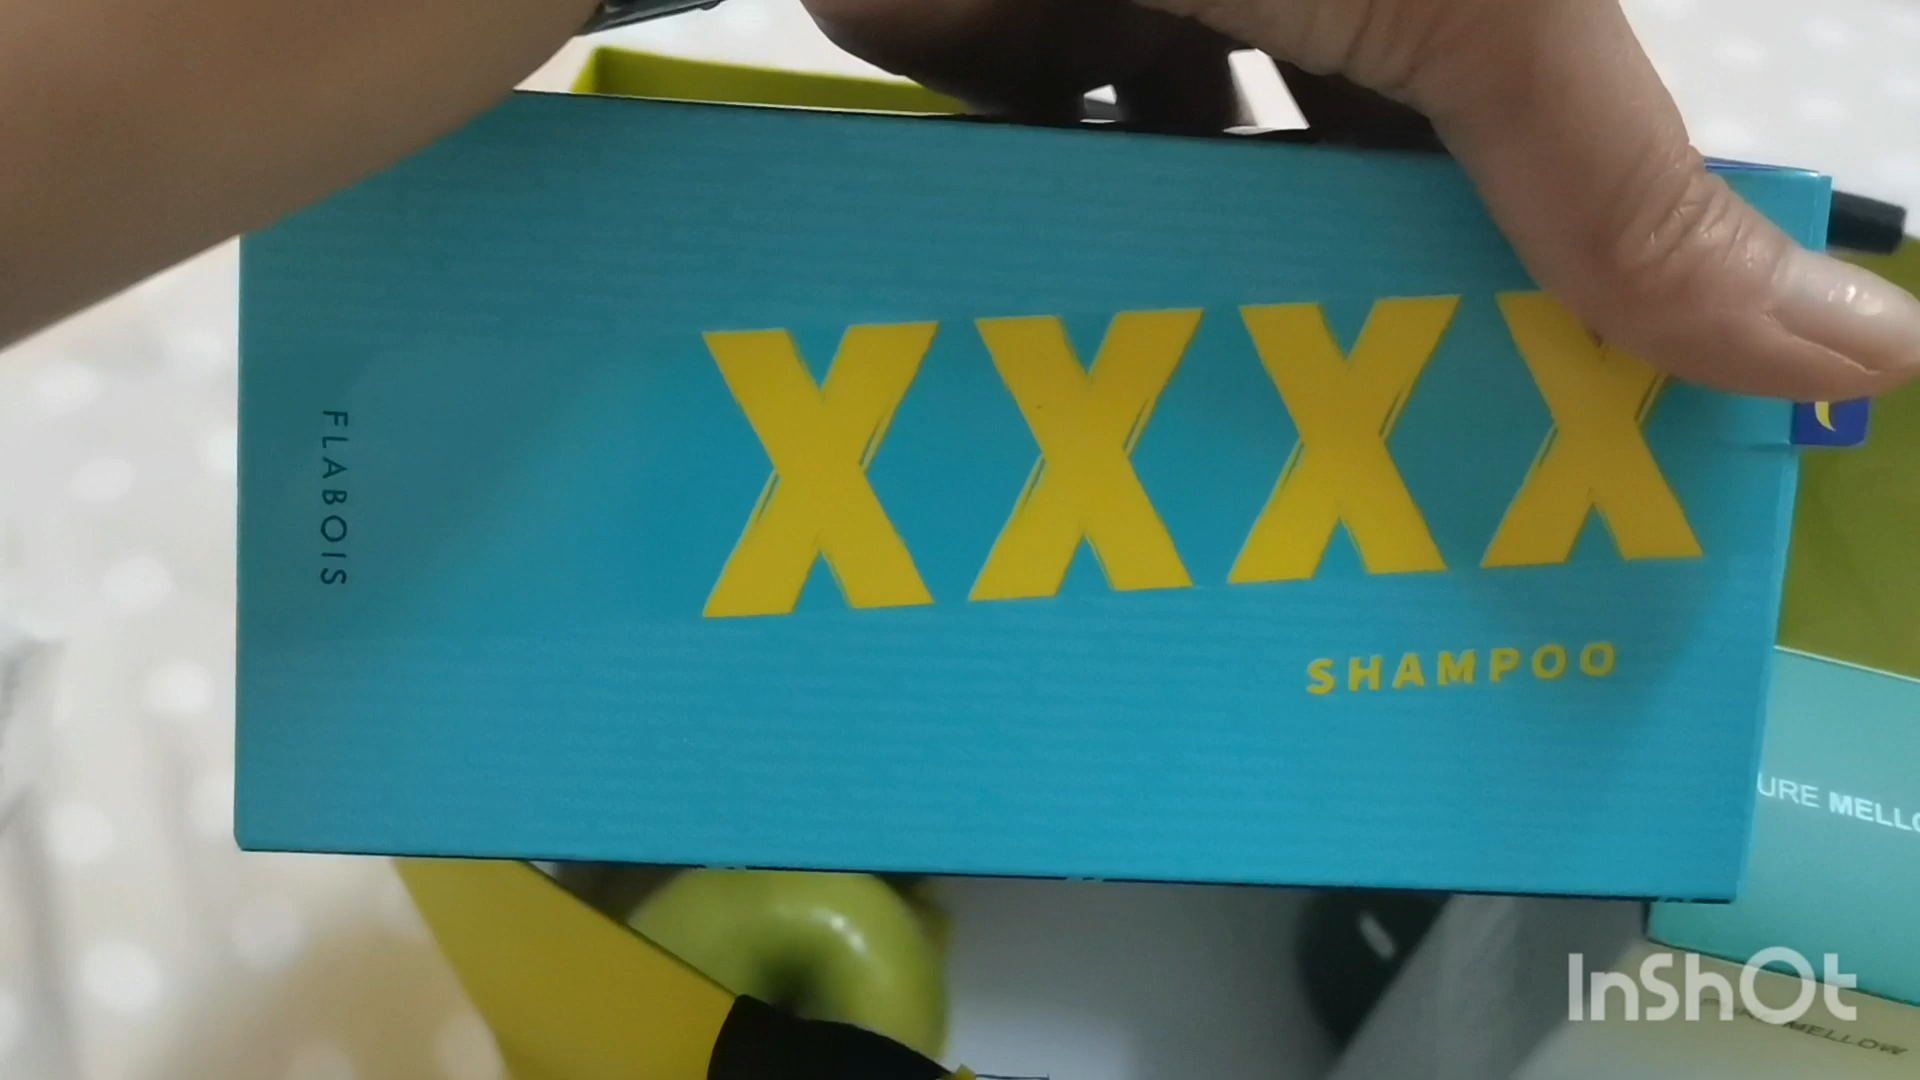 FLABOIS
XXXX
SHAMPOO
URE MELLO
MELLOW
InShOt